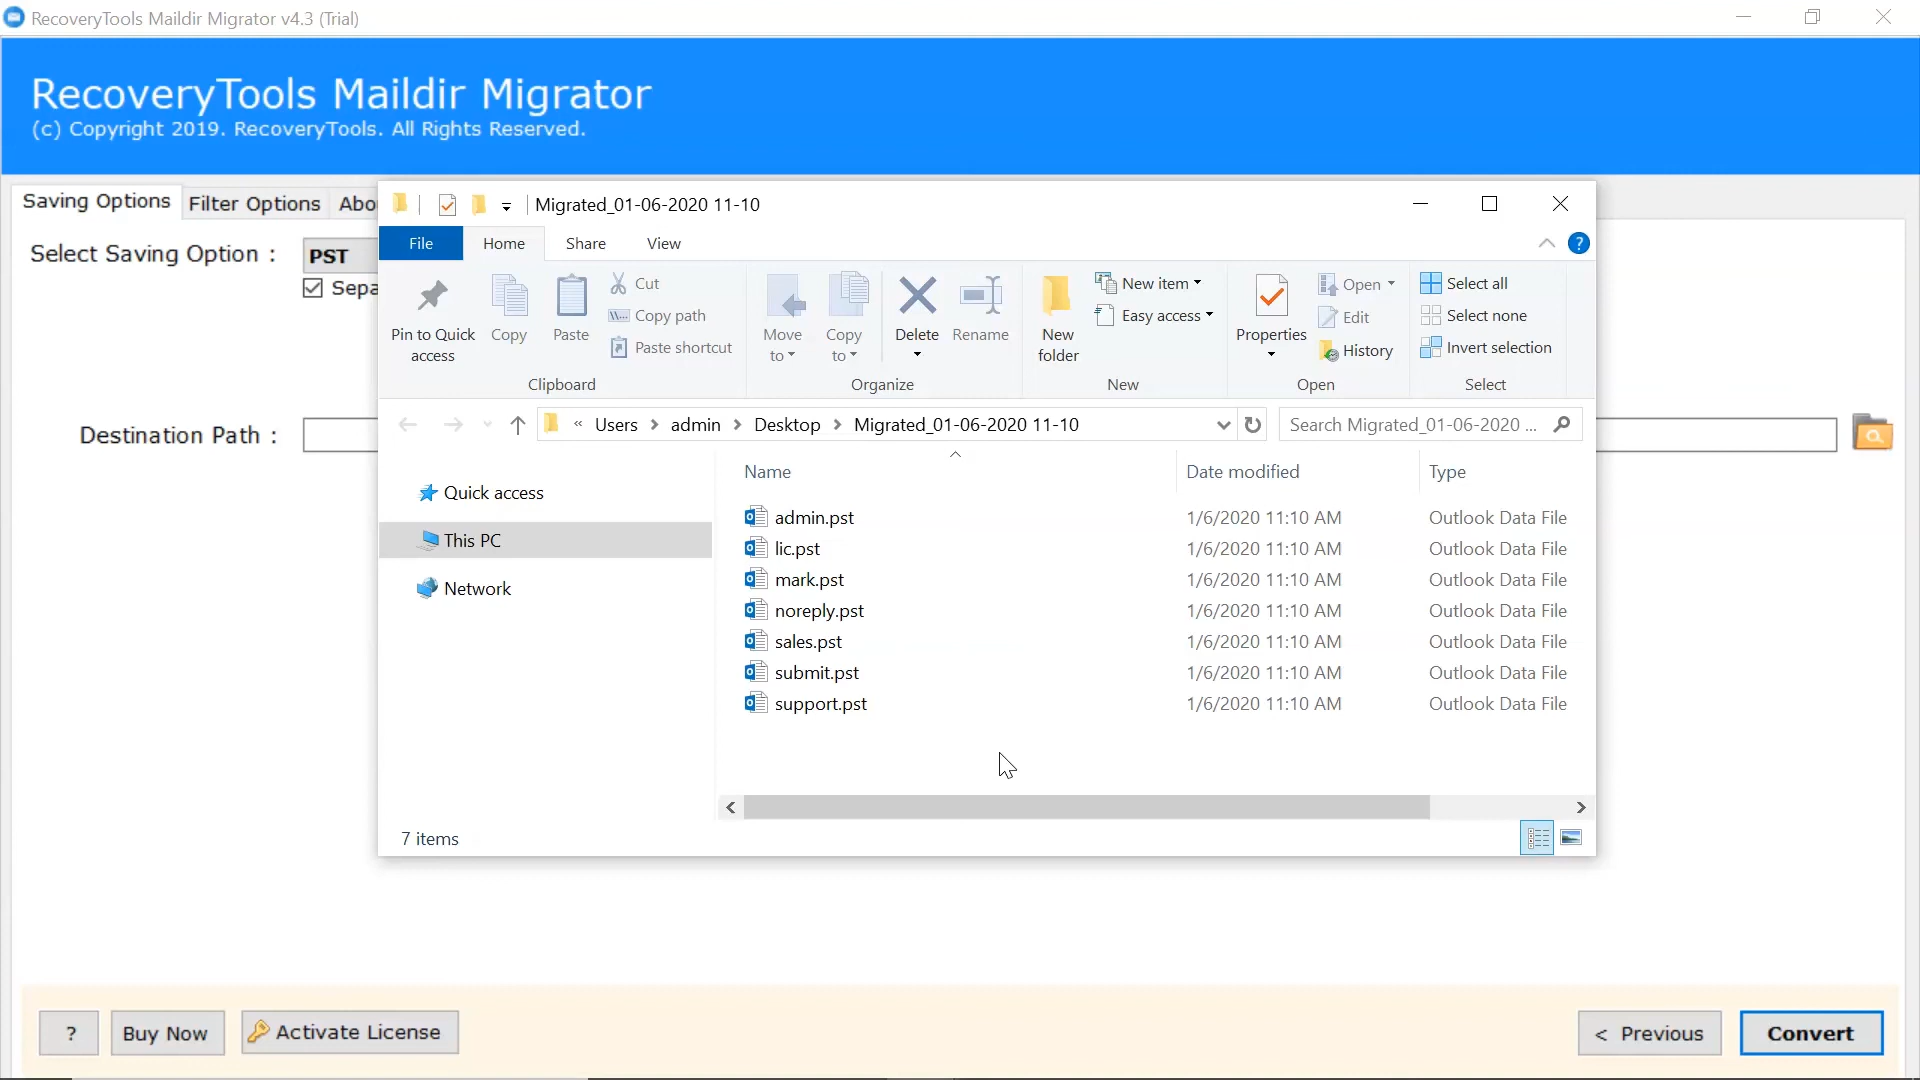 RecoveryTools Maildir Migrator v4.3 (Trial)
RecoveryTools Maildir Migrator
(c) Copyright 2019. RecoveryTools. All Rights Reserved.
Saving Options Filter Options Abo
Select Saving Option : PST
Sepa
Destination Path :
Migrated_01-06-2020 11-10
File Home Share View
Pin to Quick access
Copy
Paste
Cut
Copy path
Paste shortcut
Clipboard
Move to
Copy to
Delete
Rename
Organize
New folder
New item
Easy access
New
Properties
Open
Edit
History
Open
Select all
Select none
Invert selection
Select
« Users > admin > Desktop > Migrated_01-06-2020 11-10
Search Migrated_01-06-2020 ...
Quick access
This PC
Network
Name Date modified Type
admin.pst 1/6/2020 11:10 AM Outlook Data File
lic.pst 1/6/2020 11:10 AM Outlook Data File
mark.pst 1/6/2020 11:10 AM Outlook Data File
noreply.pst 1/6/2020 11:10 AM Outlook Data File
sales.pst 1/6/2020 11:10 AM Outlook Data File
submit.pst 1/6/2020 11:10 AM Outlook Data File
support.pst 1/6/2020 11:10 AM Outlook Data File
7 items
? Buy Now Activate License < Previous Convert